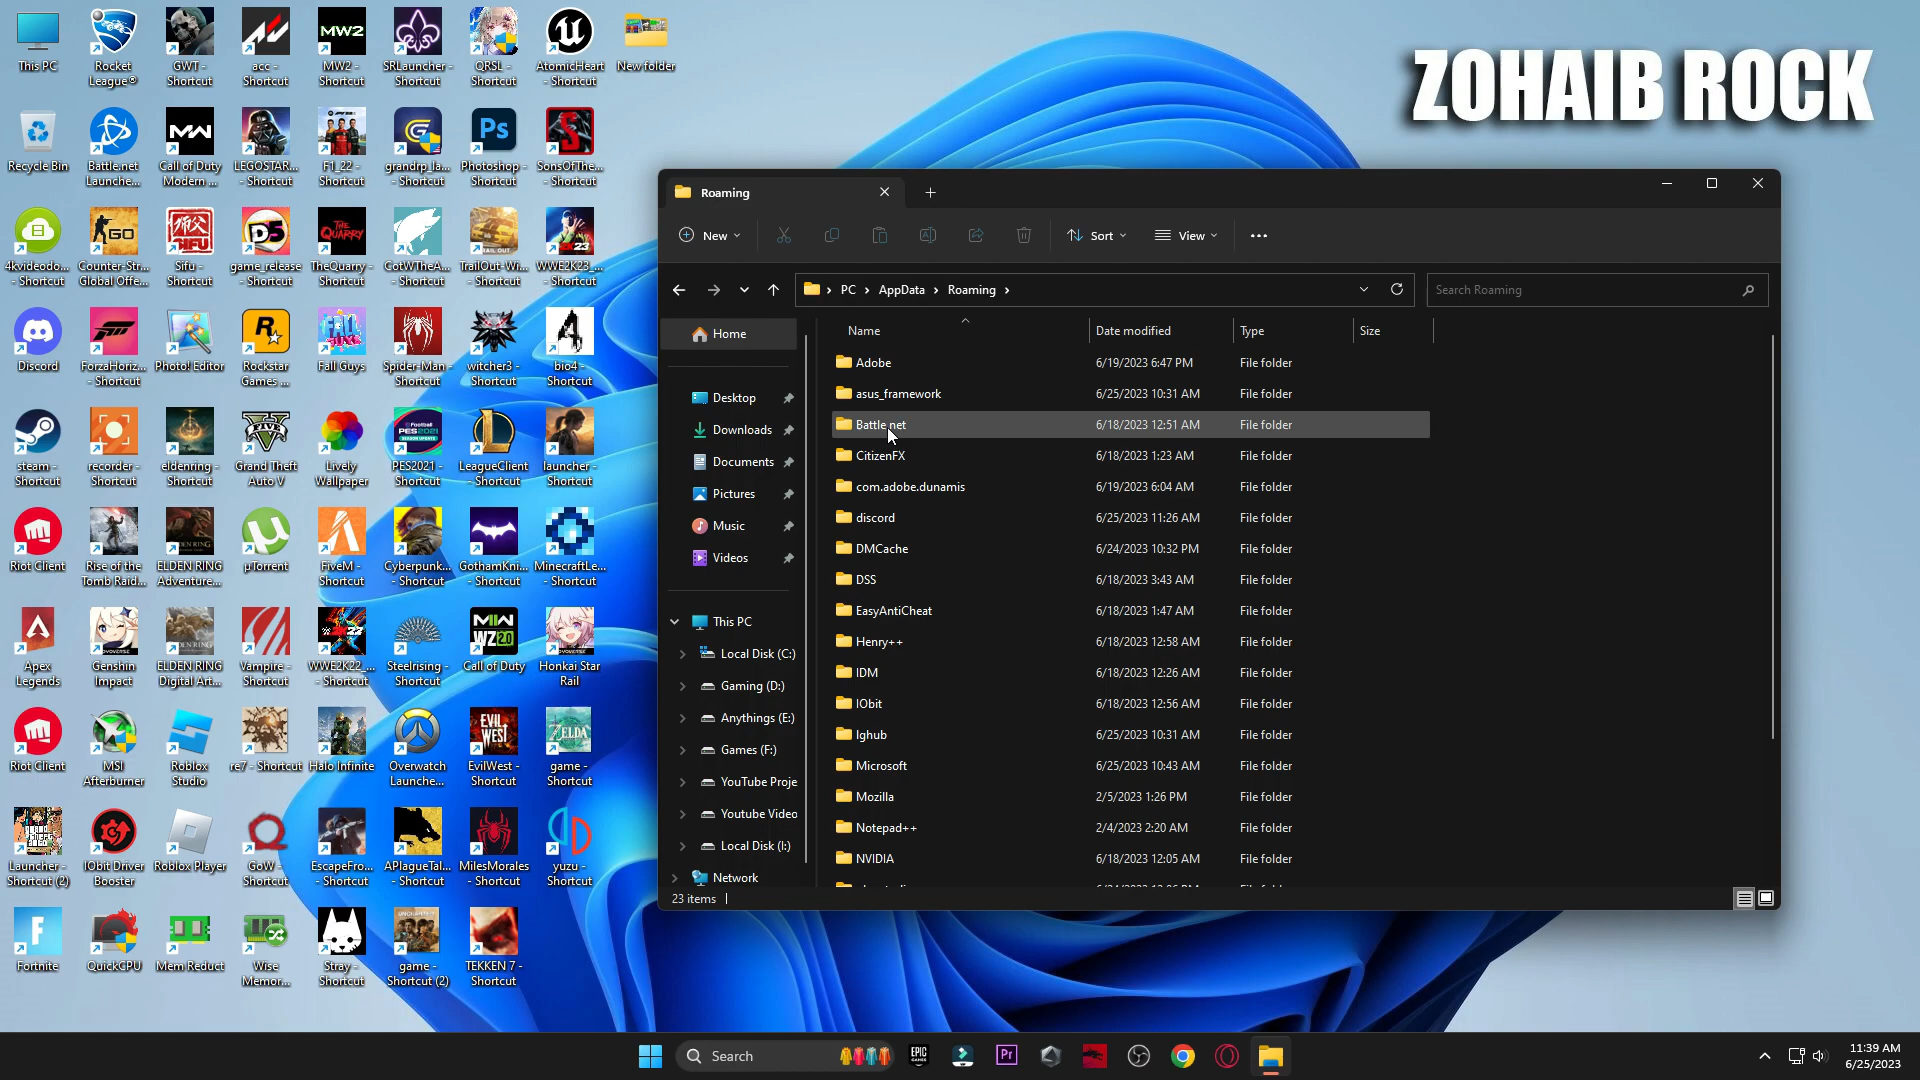 This PC
Rocket
League®
GWT -
Shortcut
acc -
Shortcut
MW2
MW2 -
Shortcut
SRLauncher -
Shortcut
QRSL -
Shortcut
AtomicHeart
- Shortcut
New folder
ZOHAIB ROCK
Recycle Bin
Battle.net
Launche...
Call of Duty
Modern ...
LEGOSTAR...
- Shortcut
F1_22 -
Shortcut
grandrp_la...
- Shortcut
Ps
Photoshop -
Shortcut
SonsOfThe...
- Shortcut
4kvideodo...
- Shortcut
GO
Counter-Str...
Global Offe...
Sifu -
Shortcut
D5
game_release
- Shortcut
THE QUARRY
TheQuarry -
Shortcut
CotWTheA...
- Shortcut
TRAIL OUT
TrailOut-Wi...
- Shortcut
2K23
WWE2K23_...
- Shortcut
Discord
ForzaHoriz...
- Shortcut
Photo! Editor
Rockstar
Games ...
Fall Guys
Spider-Man -
Shortcut
witcher3 -
Shortcut
4
bio4 -
Shortcut
steam -
Shortcut
recorder -
Shortcut
eldenring -
Shortcut
Grand Theft
Auto V
Lively
Wallpaper
PES2021 -
Shortcut
LeagueClient
- Shortcut
launcher -
Shortcut
Riot Client
Rise of the
Tomb Raid...
ELDEN RING
Adventure...
µTorrent
FiveM -
Shortcut
Cyberpunk...
- Shortcut
GothamKni...
- Shortcut
MinecraftLe...
- Shortcut
Apex
Legends
Genshin
Impact
ELDEN RING
Digital Art...
Vampire -
Shortcut
WWE2K22_...
- Shortcut
Steelrising -
Shortcut
WZ 2.0
Call of Duty
Honkai Star
Rail
Riot Client
MSI
Afterburner
Roblox
Studio
re7 - Shortcut
Halo Infinite
Overwatch
Launche...
EVIL WEST
EvilWest -
Shortcut
ZELDA
game -
Shortcut
Launcher -
Shortcut (2)
IObit Driver
Booster
Roblox Player
GoW -
Shortcut
EscapeFro...
- Shortcut
APlagueTal...
- Shortcut
MilesMorales
- Shortcut
yuzu -
Shortcut
Fortnite
QuickCPU
Mem Reduct
Wise
Memor...
Stray -
Shortcut
game -
Shortcut (2)
TEKKEN 7 -
Shortcut
Roaming
New
Sort
View
PC > AppData > Roaming >
Search Roaming
Home
Desktop
Downloads
Documents
Pictures
Music
Videos
This PC
Local Disk (C:)
Gaming (D:)
Anythings (E:)
Games (F:)
YouTube Proje
Youtube Video
Local Disk (I:)
Network
Name Date modified Type Size
Adobe 6/19/2023 6:47 PM File folder
asus_framework 6/25/2023 10:31 AM File folder
Battle.net 6/18/2023 12:51 AM File folder
CitizenFX 6/18/2023 1:23 AM File folder
com.adobe.dunamis 6/19/2023 6:04 AM File folder
discord 6/25/2023 11:26 AM File folder
DMCache 6/24/2023 10:32 PM File folder
DSS 6/18/2023 3:43 AM File folder
EasyAntiCheat 6/18/2023 1:47 AM File folder
Henry++ 6/18/2023 12:58 AM File folder
IDM 6/18/2023 12:26 AM File folder
IObit 6/18/2023 12:56 AM File folder
lghub 6/25/2023 10:31 AM File folder
Microsoft 6/25/2023 10:43 AM File folder
Mozilla 2/5/2023 1:26 PM File folder
Notepad++ 2/4/2023 2:20 AM File folder
NVIDIA 6/18/2023 12:05 AM File folder
23 items
Search
EPIC GAMES
Pr
11:39 AM
6/25/2023